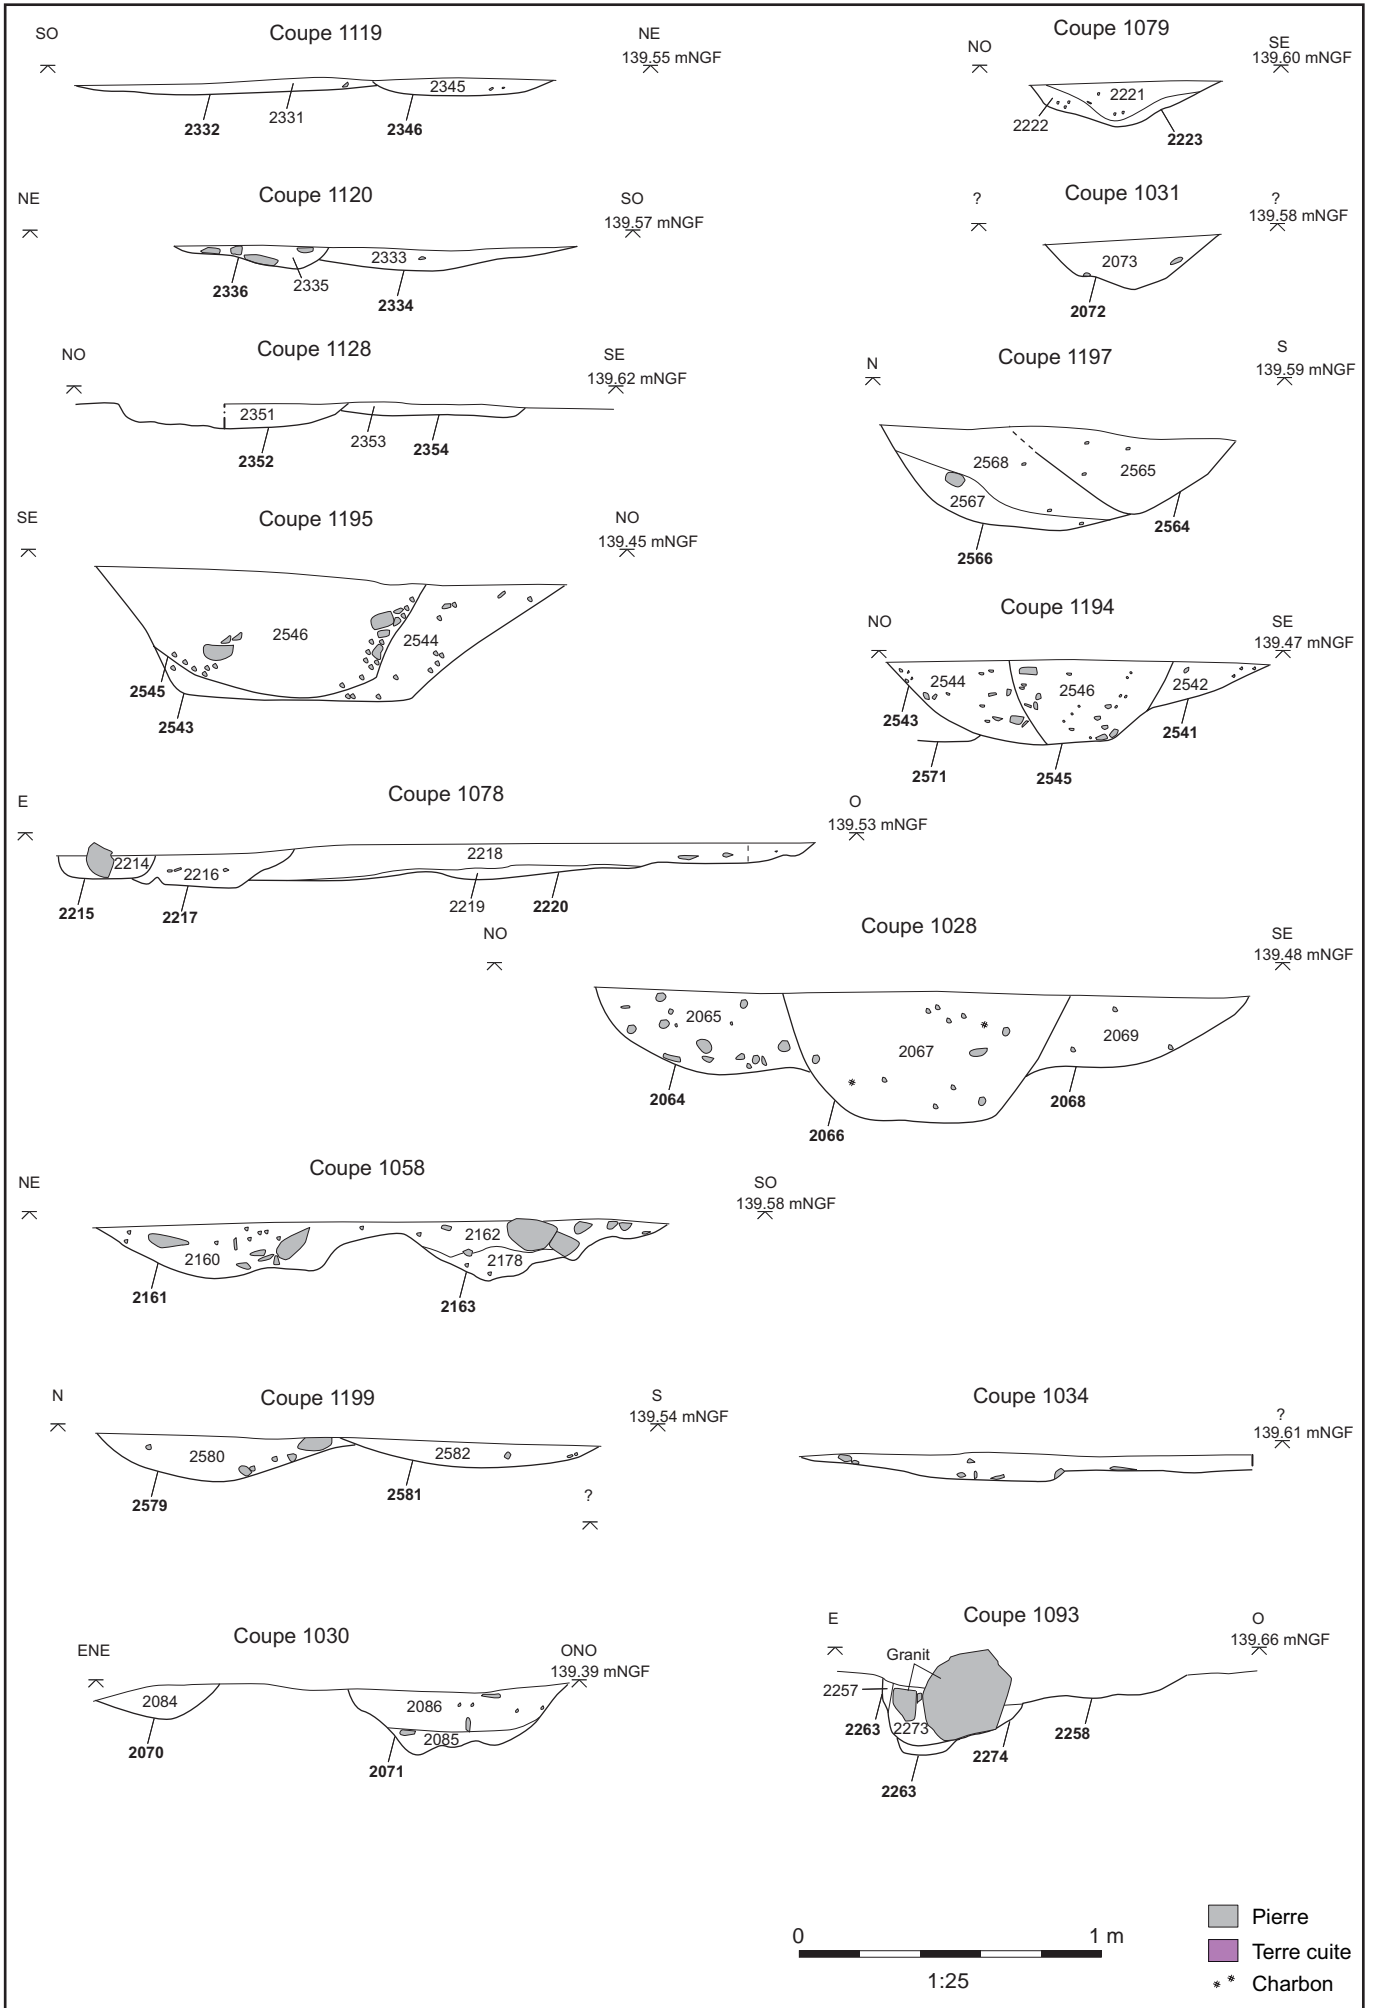 Coupe 1119
SO
NE
139.55 mNGF
2345
2331
2332
2346
Coupe 1079
NO
SE
139.60 mNGF
2221
2222
2223
Coupe 1120
NE
SO
139.57 mNGF
2333
2335
2336
2334
Coupe 1031
?
?
139.58 mNGF
2073
2072
Coupe 1128
NO
SE
139.62 mNGF
2351
2353
2354
2352
Coupe 1197
N
S
139.59 mNGF
2568
2565
2567
2564
2566
Coupe 1195
SE
NO
139.45 mNGF
2546
2544
2545
2543
Coupe 1194
NO
SE
139.47 mNGF
2544
2546
2542
2543
2541
2571
2545
Coupe 1078
E
O
139.53 mNGF
2214
2216
2218
2215
2217
2219
2220
Coupe 1028
NO
SE
139.48 mNGF
2065
2067
2069
2064
2068
2066
Coupe 1058
NE
SO
139.58 mNGF
2162
2160
2178
2161
2163
Coupe 1199
N
S
139.54 mNGF
2580
2582
2579
2581
Coupe 1034
?
?
139.61 mNGF
Coupe 1030
ENE
ONO
139.39 mNGF
2084
2086
2085
2070
2071
Coupe 1093
E
O
139.66 mNGF
Granit
2257
2263
2273
2274
2258
2263
0
1 m
1:25
Pierre
Terre cuite
Charbon